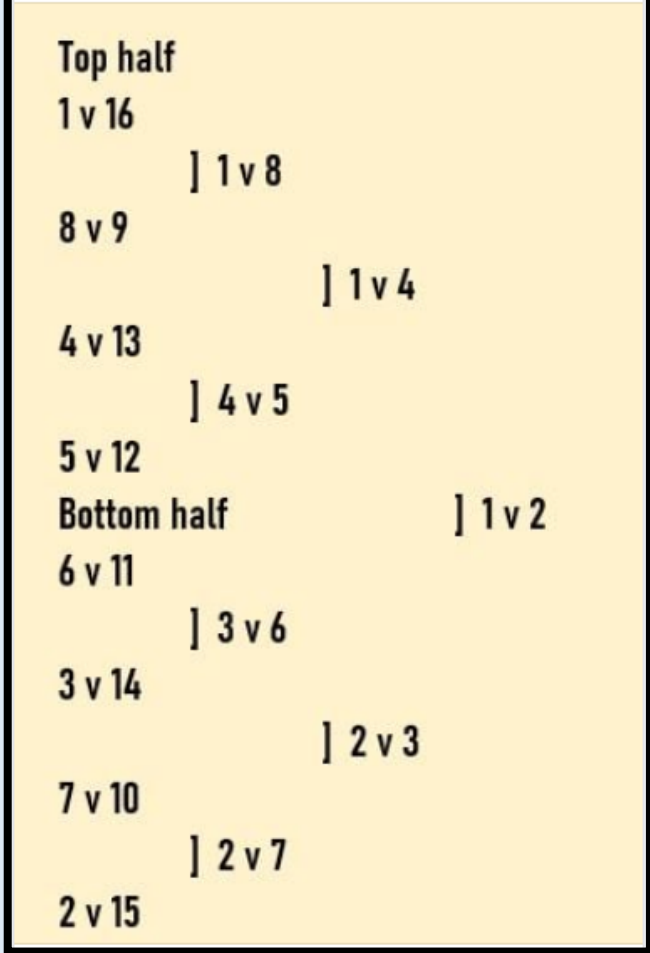 Top half
1 v 16
] 1 v 8
8 v 9
] 1 v 4
4 v 13
] 4 v 5
5 v 12
Bottom half ] 1 v 2
6 v 11
] 3 v 6
3 v 14
] 2 v 3
7 v 10
] 2 v 7
2 v 15